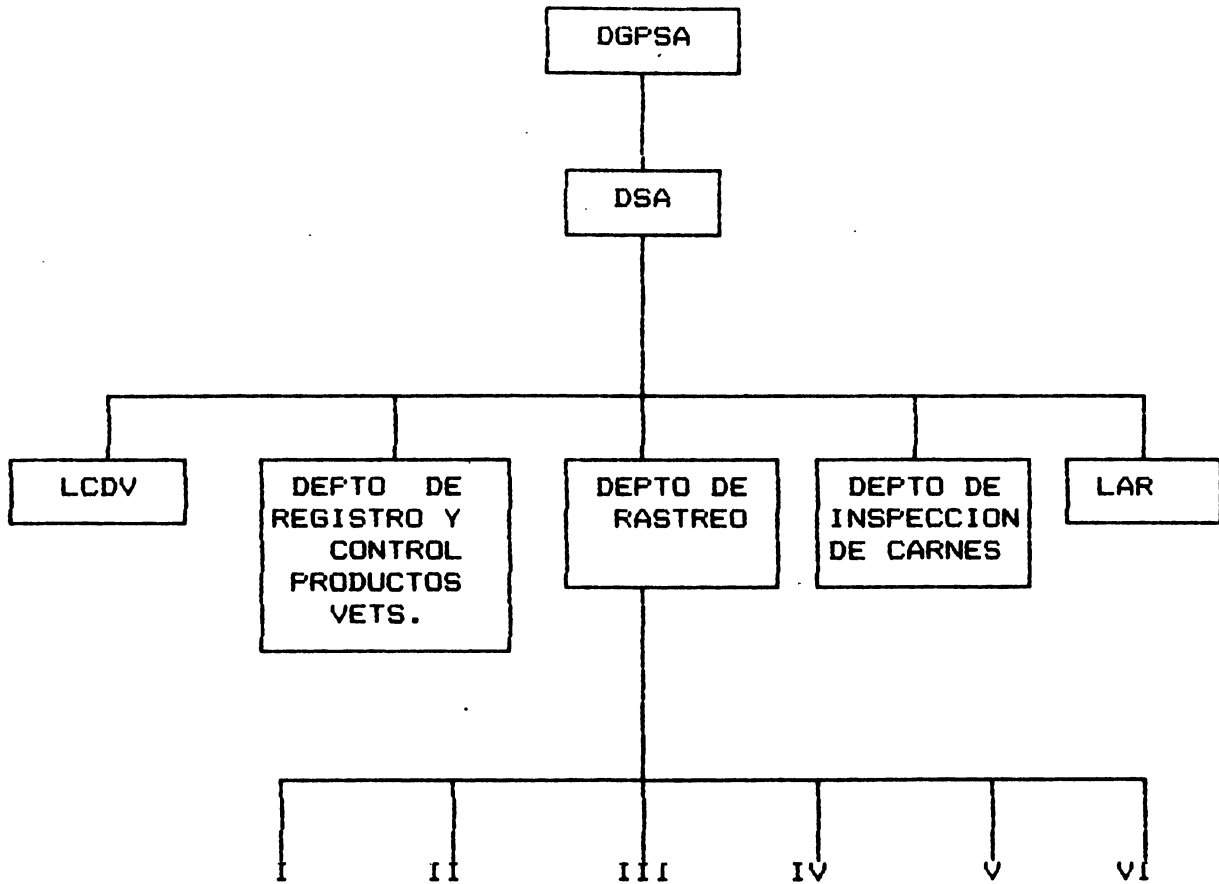 DGPSA
DSA
LCDV
DEPTO DE
REGISTRO Y
CONTROL
PRODUCTOS
VETS.
DEPTO DE
RASTREO
DEPTO DE
INSPECCION
DE CARNES
LAR
I II III IV V VI